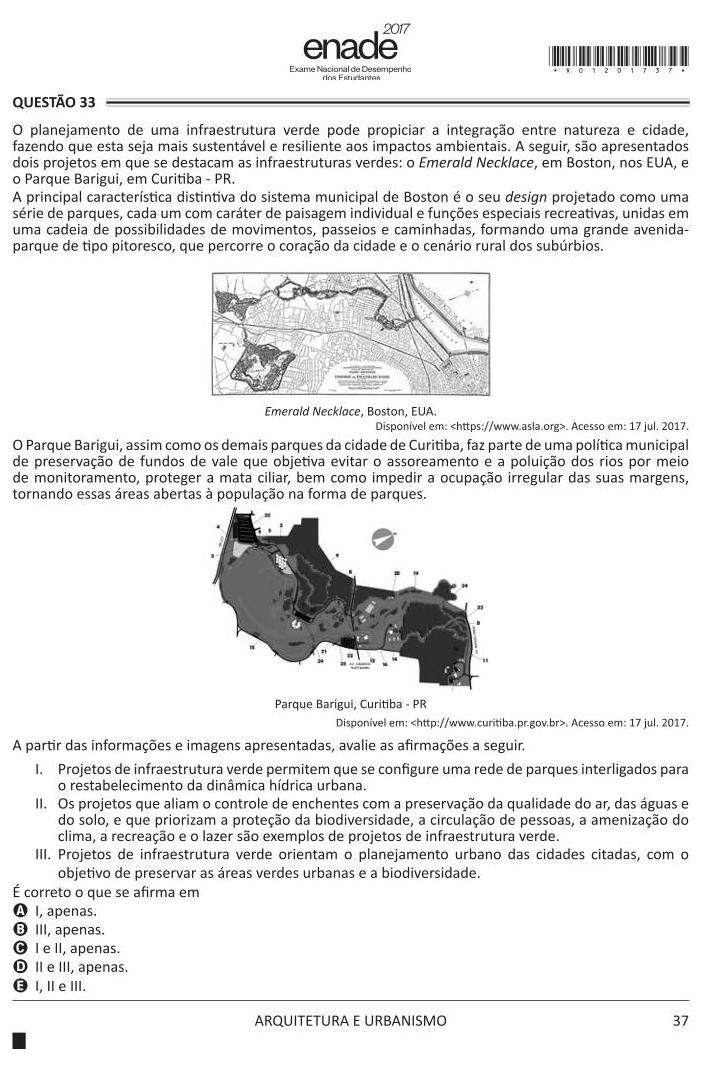 2017
enade
Exame Nacional de Desempenho
dos Estudantes
* R 0 1 2 0 1 7 3 7 *
QUESTÃO 33
O planejamento de uma infraestrutura verde pode propiciar a integração entre natureza e cidade,
fazendo que esta seja mais sustentável e resiliente aos impactos ambientais. A seguir, são apresentados
dois projetos em que se destacam as infraestruturas verdes: o Emerald Necklace, em Boston, nos EUA, e
o Parque Barigui, em Curitiba - PR.
A principal característica distintiva do sistema municipal de Boston é o seu design projetado como uma
série de parques, cada um com caráter de paisagem individual e funções especiais recreativas, unidas em
uma cadeia de possibilidades de movimentos, passeios e caminhadas, formando uma grande avenida-
parque de tipo pitoresco, que percorre o coração da cidade e o cenário rural dos subúrbios.
Emerald Necklace, Boston, EUA.
Disponível em: <https://www.asla.org>. Acesso em: 17 jul. 2017.
O Parque Barigui, assim como os demais parques da cidade de Curitiba, faz parte de uma política municipal
de preservação de fundos de vale que objetiva evitar o assoreamento e a poluição dos rios por meio
de monitoramento, proteger a mata ciliar, bem como impedir a ocupação irregular das suas margens,
tornando essas áreas abertas à população na forma de parques.
Parque Barigui, Curitiba - PR
Disponível em: <http://www.curitiba.pr.gov.br>. Acesso em: 17 jul. 2017.
A partir das informações e imagens apresentadas, avalie as afirmações a seguir.
I. Projetos de infraestrutura verde permitem que se configure uma rede de parques interligados para
o restabelecimento da dinâmica hídrica urbana.
II. Os projetos que aliam o controle de enchentes com a preservação da qualidade do ar, das águas e
do solo, e que priorizam a proteção da biodiversidade, a circulação de pessoas, a amenização do
clima, a recreação e o lazer são exemplos de projetos de infraestrutura verde.
III. Projetos de infraestrutura verde orientam o planejamento urbano das cidades citadas, com o
objetivo de preservar as áreas verdes urbanas e a biodiversidade.
É correto o que se afirma em
A I, apenas.
B III, apenas.
C I e II, apenas.
D II e III, apenas.
E I, II e III.
ARQUITETURA E URBANISMO
37